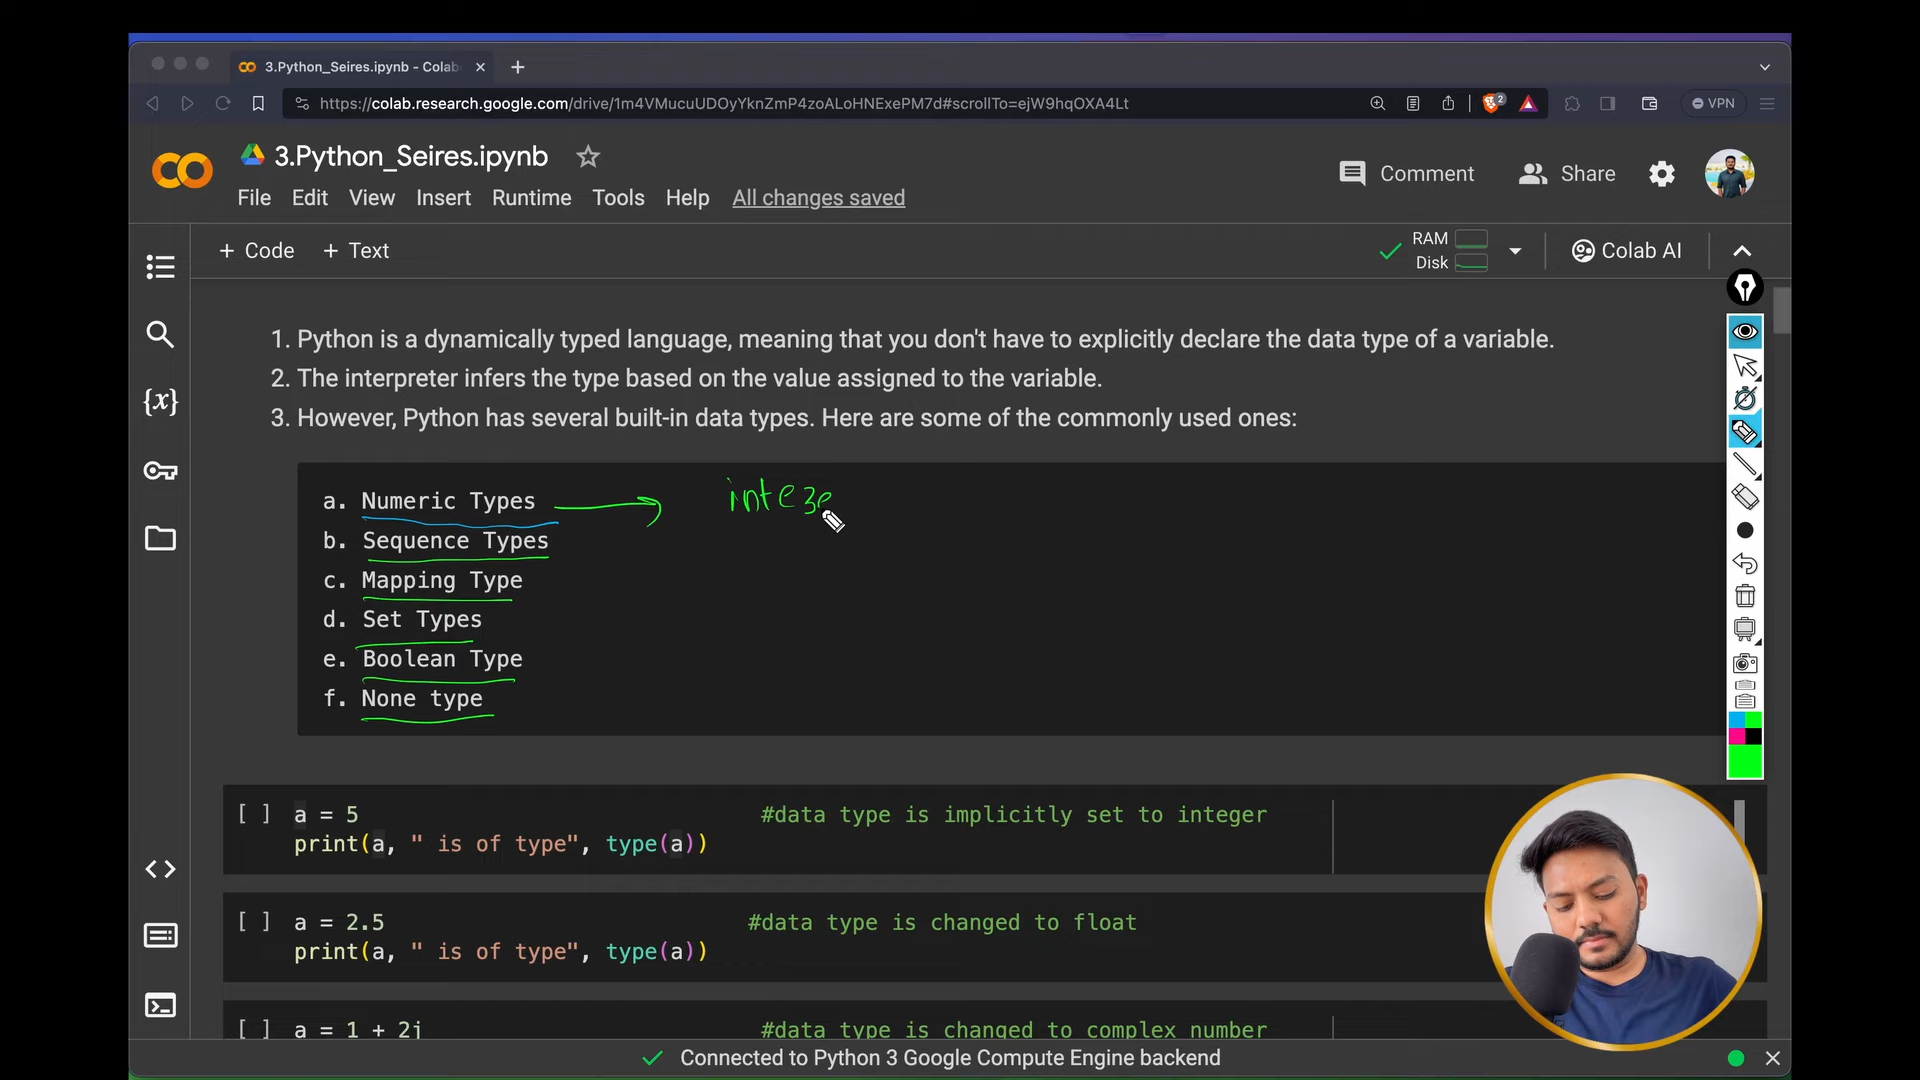 3.Python_Seires.ipynb - Colab
https://colab.research.google.com/drive/1m4VMucuUDOyYknZmP4zoALoHNExePM7d#scrollTo=ejW9hqOXA4Lt
2
VPN
3.Python_Seires.ipynb
Comment
Share
File Edit View Insert Runtime Tools Help All changes saved
+ Code + Text
RAM
Disk
Colab AI
1. Python is a dynamically typed language, meaning that you don't have to explicitly declare the data type of a variable.
2. The interpreter infers the type based on the value assigned to the variable.
3. However, Python has several built-in data types. Here are some of the commonly used ones:
a. Numeric Types
inteze
b. Sequence Types
c. Mapping Type
d. Set Types
e. Boolean Type
f. None type
[ ] a = 5 #data type is implicitly set to integer
print(a, " is of type", type(a))
[ ] a = 2.5 #data type is changed to float
print(a, " is of type", type(a))
[ ] a = 1 + 2j #data type is changed to complex number
Connected to Python 3 Google Compute Engine backend